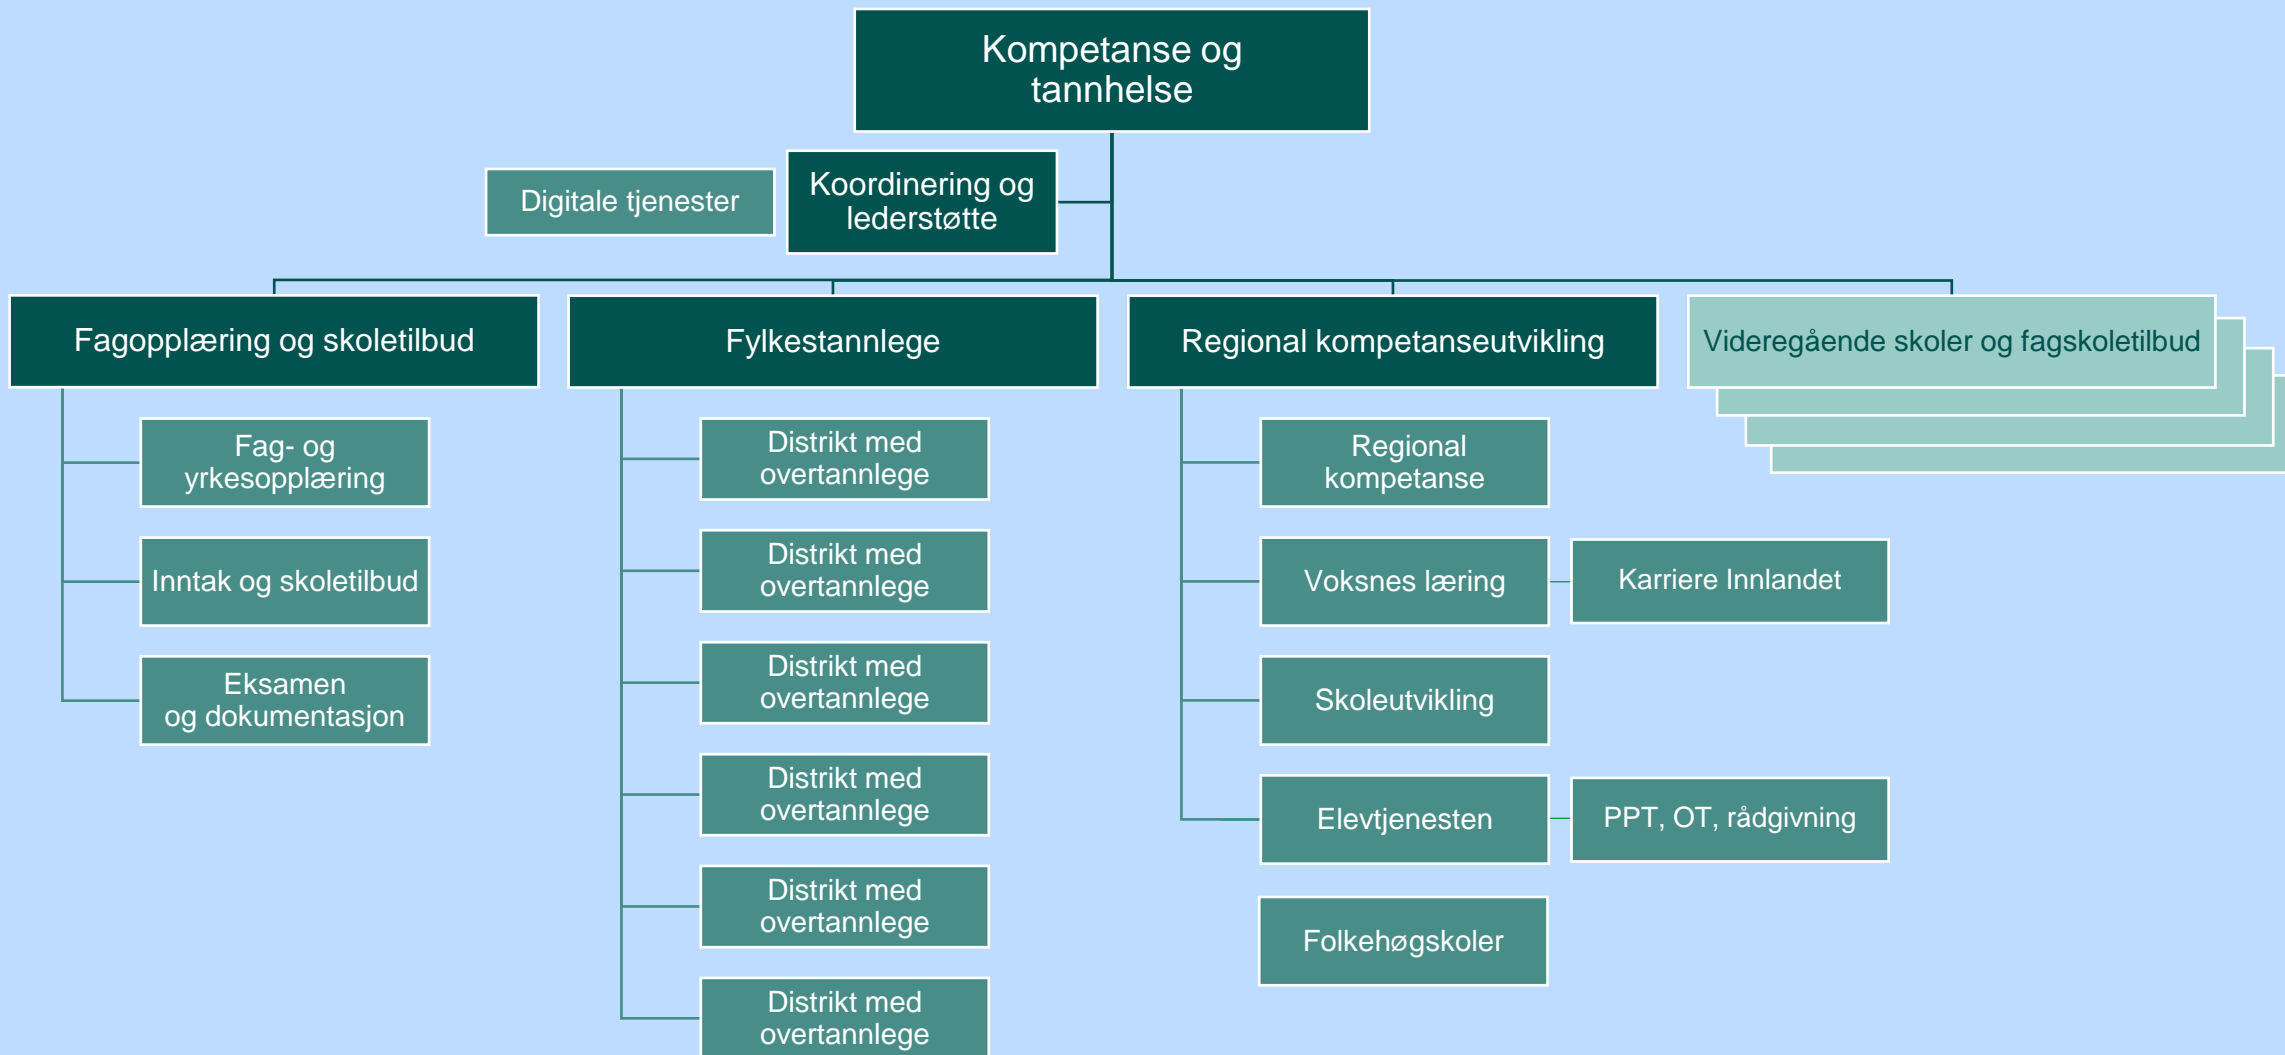 Kompetanse og
tannhelse
Digitale tjenester
Koordinering og
lederstøtte
Fagopplæring og skoletilbud
Fylkestannlege
Regional kompetanseutvikling
Videregående skoler og fagskoletilbud
Fag- og
yrkesopplæring
Inntak og skoletilbud
Eksamen
og dokumentasjon
Distrikt med
overtannlege
Distrikt med
overtannlege
Distrikt med
overtannlege
Distrikt med
overtannlege
Distrikt med
overtannlege
Distrikt med
overtannlege
Regional
kompetanse
Voksnes læring
Karriere Innlandet
Skoleutvikling
Elevtjenesten
PPT, OT, rådgivning
Folkehøgskoler